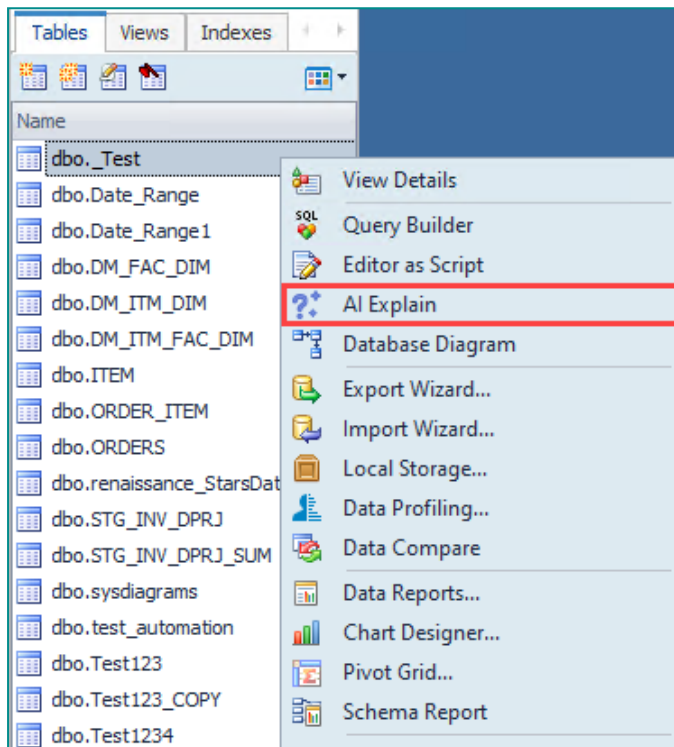 Tables Views Indexes
Name
dbo._Test
dbo.Date_Range
dbo.Date_Range1
dbo.DM_FAC_DIM
dbo.DM_ITM_DIM
dbo.DM_ITM_FAC_DIM
dbo.ITEM
dbo.ORDER_ITEM
dbo.ORDERS
dbo.renaissance_StarsDat
dbo.STG_INV_DPRJ
dbo.STG_INV_DPRJ_SUM
dbo.sysdiagrams
dbo.test_automation
dbo.Test123
dbo.Test123_COPY
dbo.Test1234
View Details
SQL
Query Builder
Editor as Script
AI Explain
Database Diagram
Export Wizard...
Import Wizard...
Local Storage...
Data Profiling...
Data Compare
Data Reports...
Chart Designer...
Pivot Grid...
Schema Report